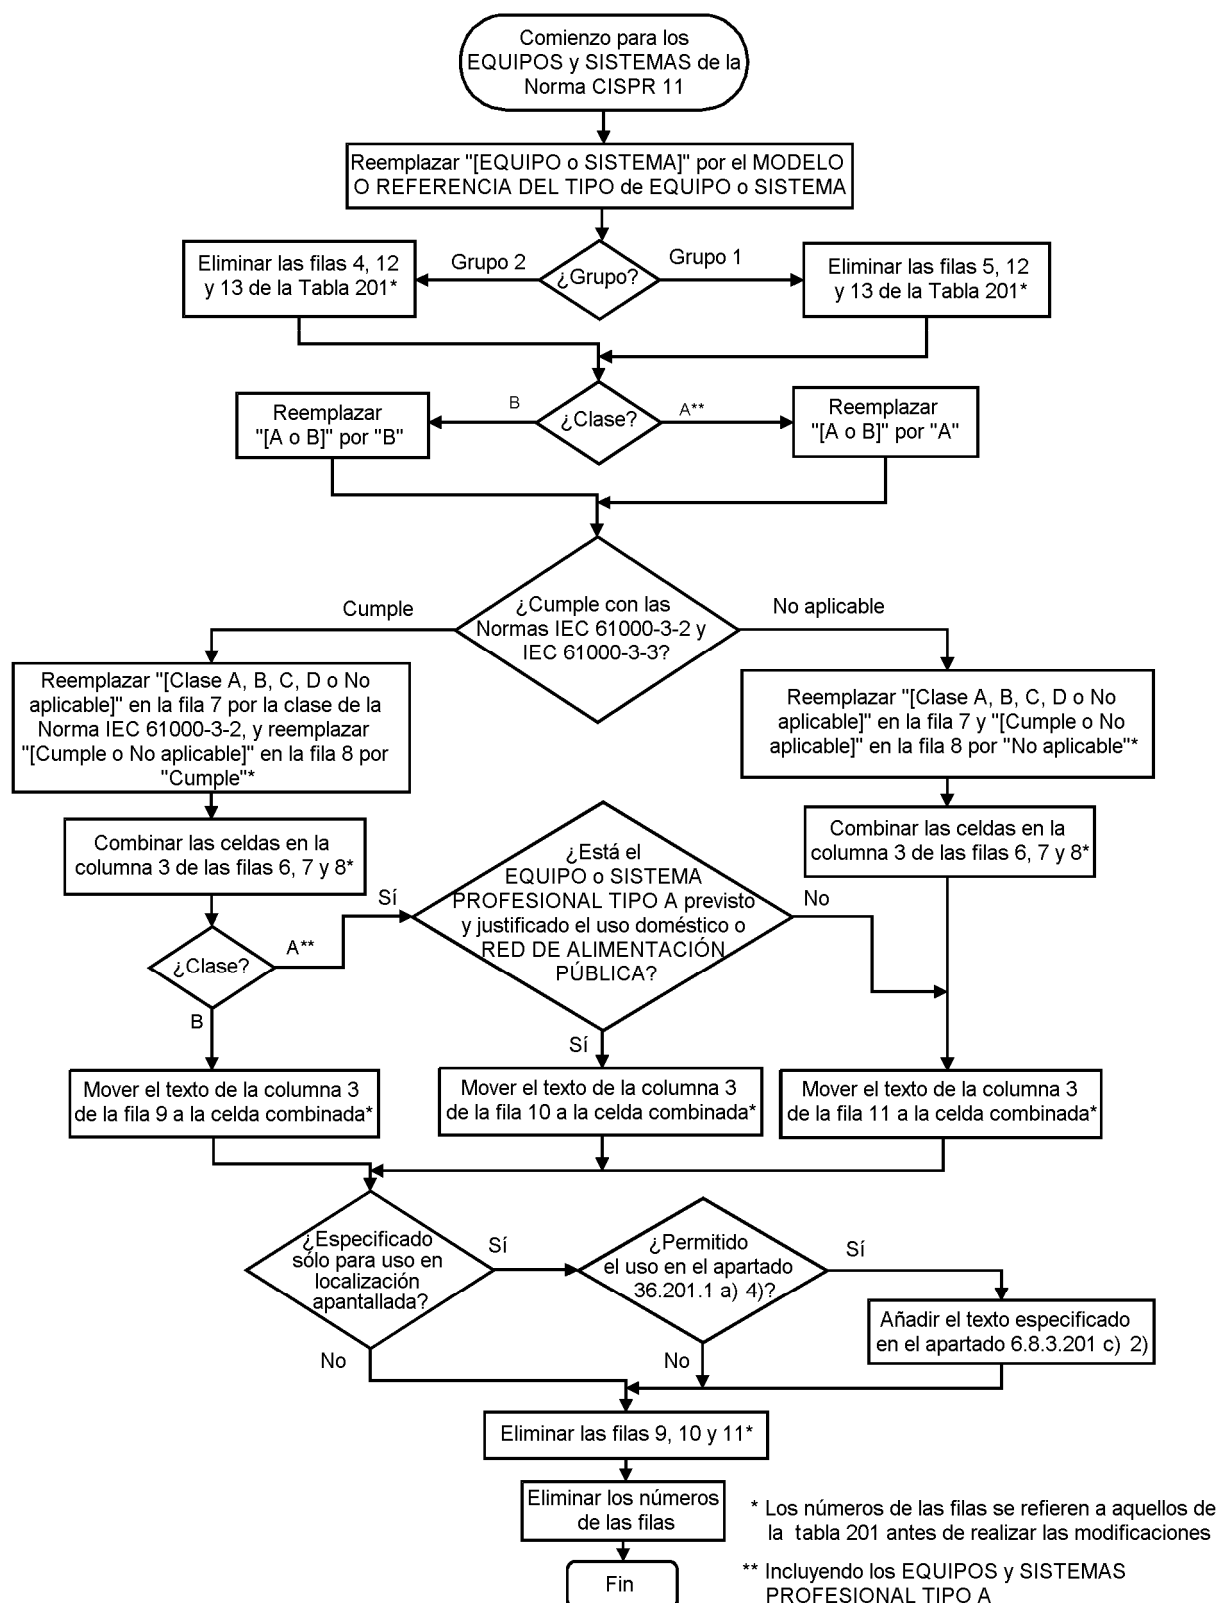 Comienzo para los
EQUIPOS y SISTEMAS de la
Norma CISPR 11
Reemplazar "[EQUIPO o SISTEMA]" por el MODELO
O REFERENCIA DEL TIPO de EQUIPO o SISTEMA
Eliminar las filas 4, 12
y 13 de la Tabla 201*
Grupo 2
¿Grupo?
Grupo 1
Eliminar las filas 5, 12
y 13 de la Tabla 201*
Reemplazar
"[A o B]" por "B"
B
¿Clase?
A**
Reemplazar
"[A o B]" por "A"
Cumple
¿Cumple con las
Normas IEC 61000-3-2 y
IEC 61000-3-3?
No aplicable
Reemplazar "[Clase A, B, C, D o No
aplicable]" en la fila 7 por la clase de la
Norma IEC 61000-3-2, y reemplazar
"[Cumple o No aplicable]" en la fila 8 por
"Cumple"*
Reemplazar "[Clase A, B, C, D o No
aplicable]" en la fila 7 y "[Cumple o No
aplicable]" en la fila 8 por "No aplicable"*
Combinar las celdas en la
columna 3 de las filas 6, 7 y 8*
Combinar las celdas en la
columna 3 de las filas 6, 7 y 8*
¿Clase?
A**
Sí
¿Está el
EQUIPO o SISTEMA
PROFESIONAL TIPO A previsto
y justificado el uso doméstico o
RED DE ALIMENTACIÓN
PÚBLICA?
No
B
Sí
Mover el texto de la columna 3
de la fila 9 a la celda combinada*
Mover el texto de la columna 3
de la fila 10 a la celda combinada*
Mover el texto de la columna 3
de la fila 11 a la celda combinada*
¿Especificado
sólo para uso en
localización
apantallada?
Sí
¿Permitido
el uso en el apartado
36.201.1 a) 4)?
Sí
Añadir el texto especificado
en el apartado 6.8.3.201 c) 2)
No
No
Eliminar las filas 9, 10 y 11*
Eliminar los números
de las filas
Fin
* Los números de las filas se refieren a aquellos de
la tabla 201 antes de realizar las modificaciones
** Incluyendo los EQUIPOS y SISTEMAS
PROFESIONAL TIPO A